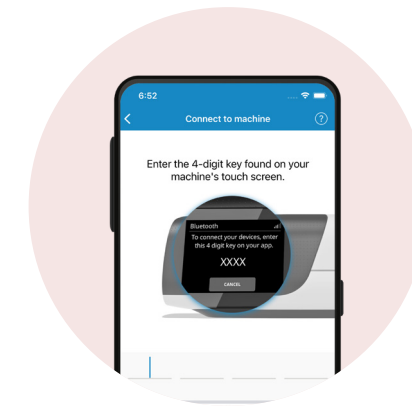 6:52
Connect to machine
?
Enter the 4-digit key found on your
machine's touch screen.
Bluetooth
To connect your devices, enter
this 4 digit key on your app.
XXXX
CANCEL